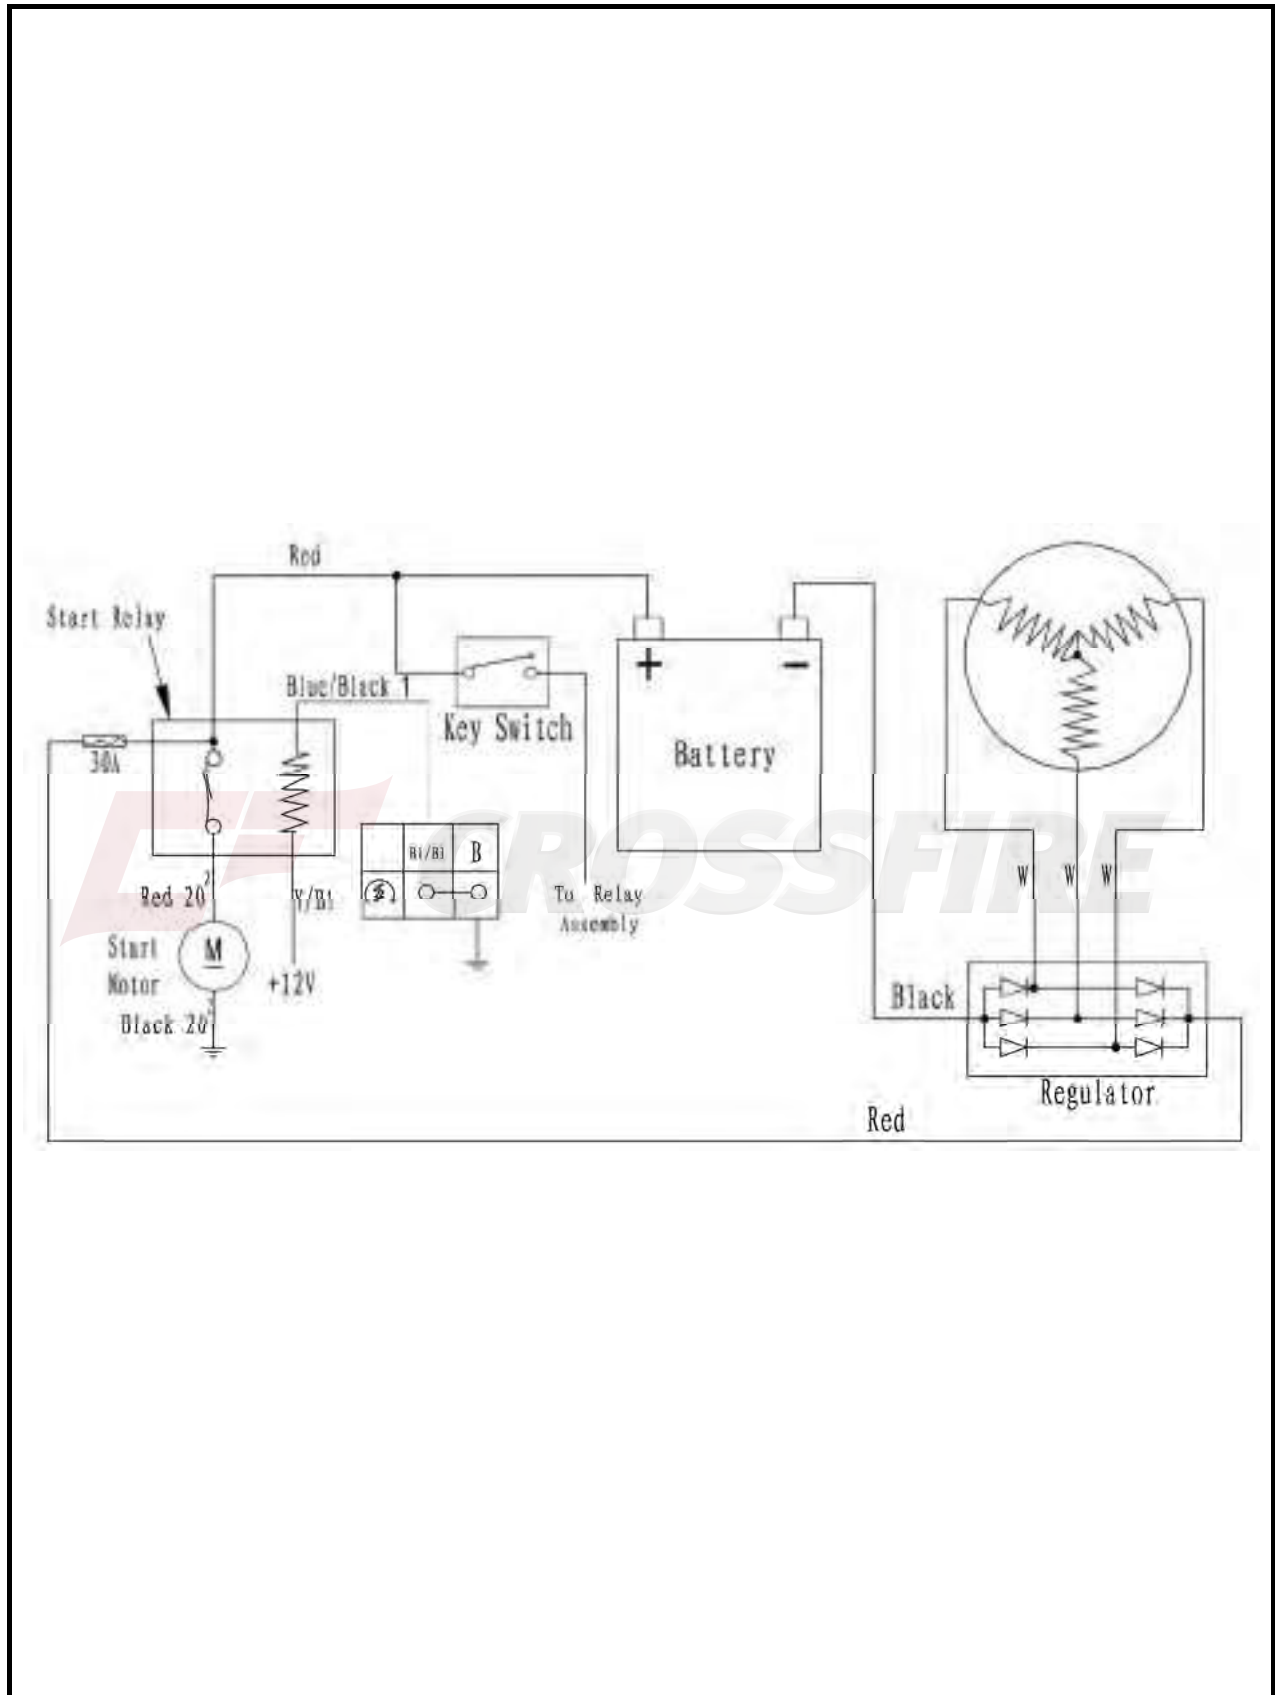 Red
Start Relay
Blue/Black 1
Key Switch
+
−
Battery
30A
CROSSFIRE
Bl/Bl B
Red 20
To Relay
Assembly
W W W
Start
Motor
M
+12V
Black
Black 20
Regulator
Red